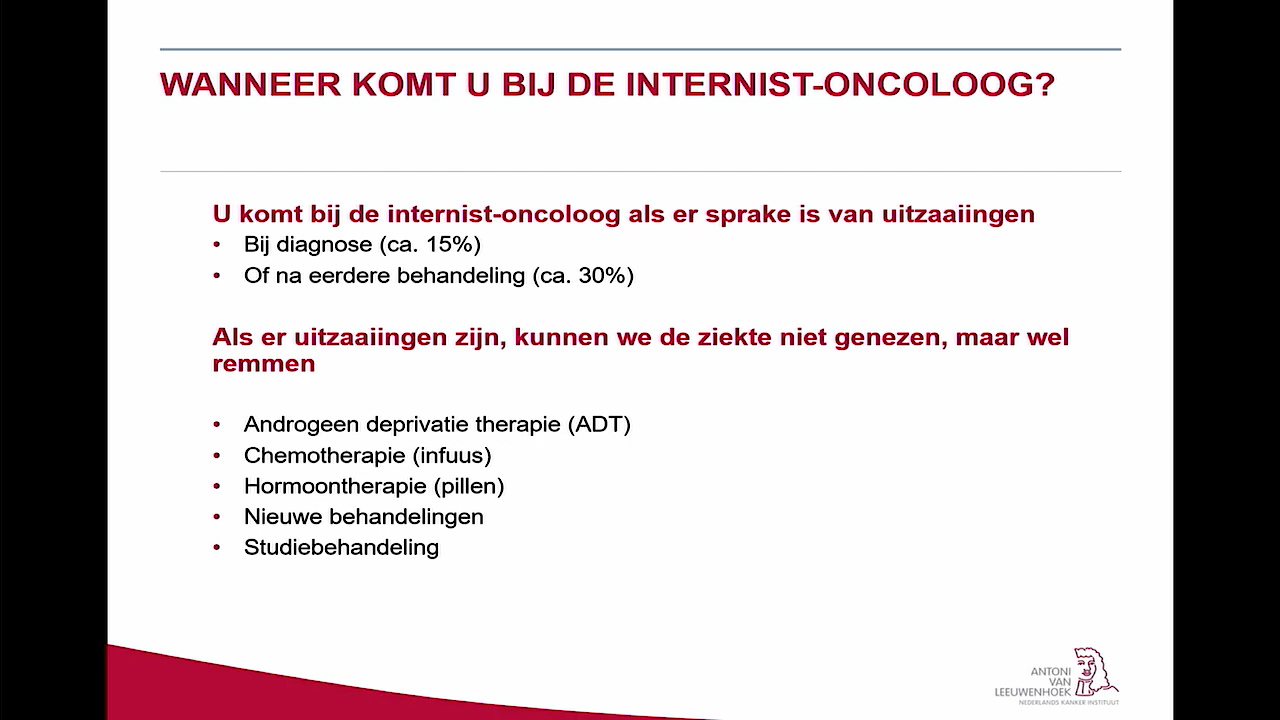 WANNEER KOMT U BIJ DE INTERNIST-ONCOLOOG?
U komt bij de internist-oncoloog als er sprake is van uitzaaiingen
• Bij diagnose (ca. 15%)
• Of na eerdere behandeling (ca. 30%)
Als er uitzaaiingen zijn, kunnen we de ziekte niet genezen, maar wel
remmen
• Androgeen deprivatie therapie (ADT)
• Chemotherapie (infuus)
• Hormoontherapie (pillen)
• Nieuwe behandelingen
• Studiebehandeling
ANTONI
VAN
LEEUWENHOEK
NEDERLANDS KANKER INSTITUUT